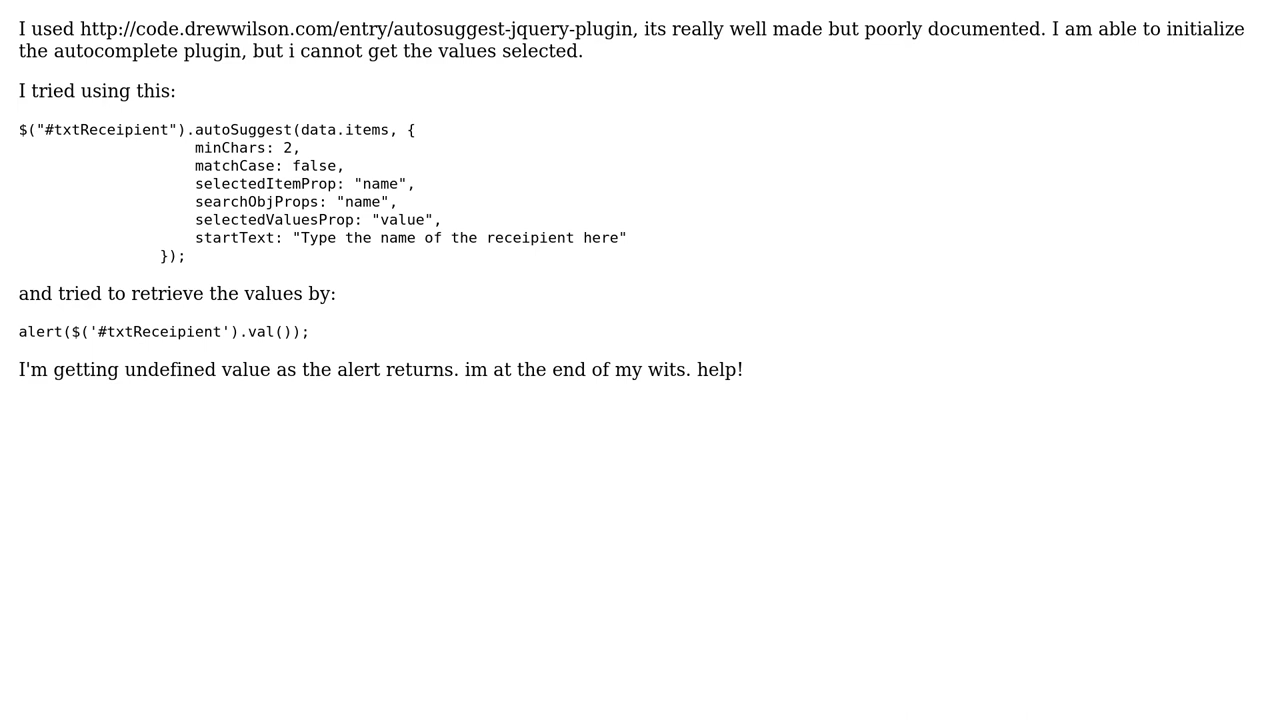 I used http://code.drewwilson.com/entry/autosuggest-jquery-plugin, its really well made but poorly documented. I am able to initialize
the autocomplete plugin, but i cannot get the values selected.
I tried using this:
$("#txtReceipient").autoSuggest(data.items, {
                    minChars: 2,
                    matchCase: false,
                    selectedItemProp: "name",
                    searchObjProps: "name",
                    selectedValuesProp: "value",
                    startText: "Type the name of the receipient here"
                });
and tried to retrieve the values by:
alert($('#txtReceipient').val());
I'm getting undefined value as the alert returns. im at the end of my wits. help!